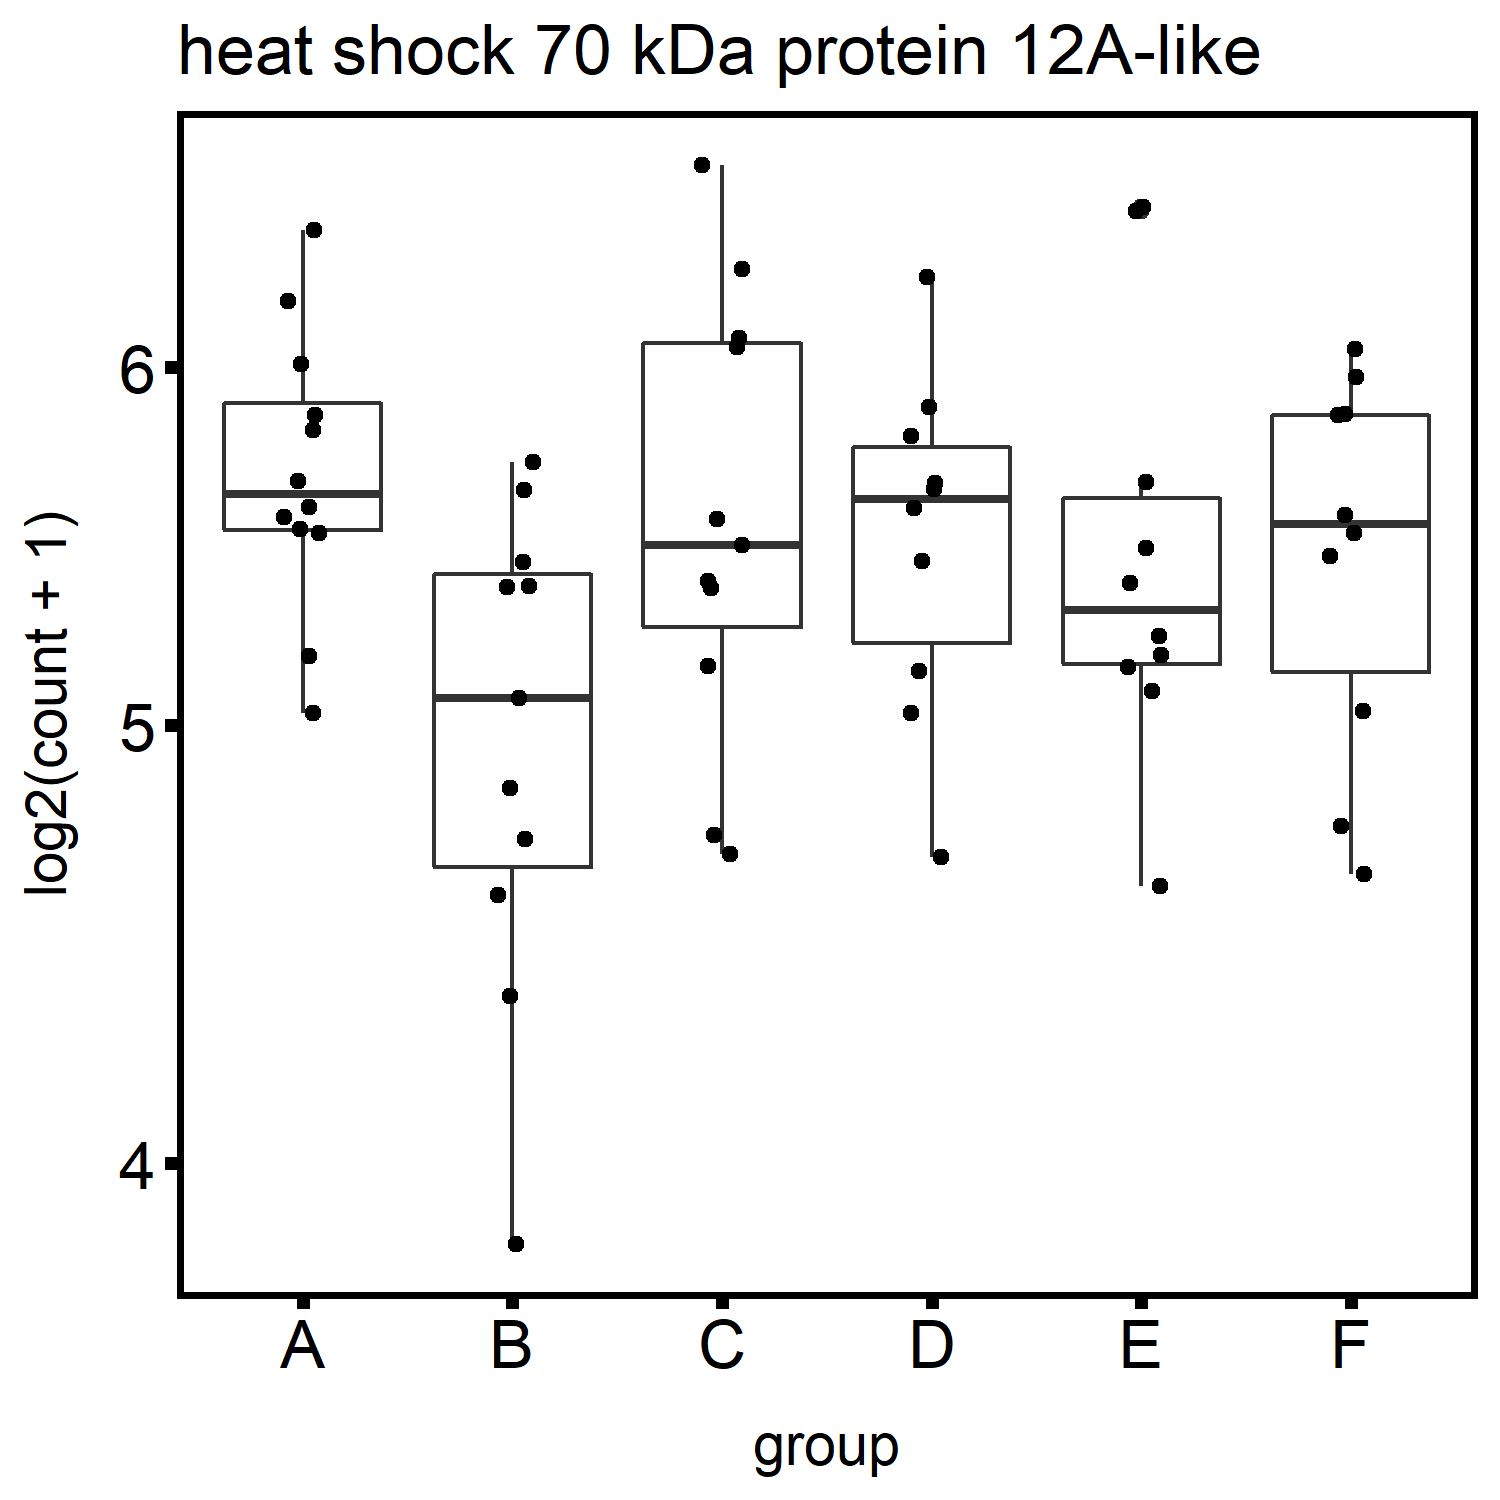 heat shock 70 kDa protein 12A-like
log2(count + 1)
6
5
4
A B C D E F
group